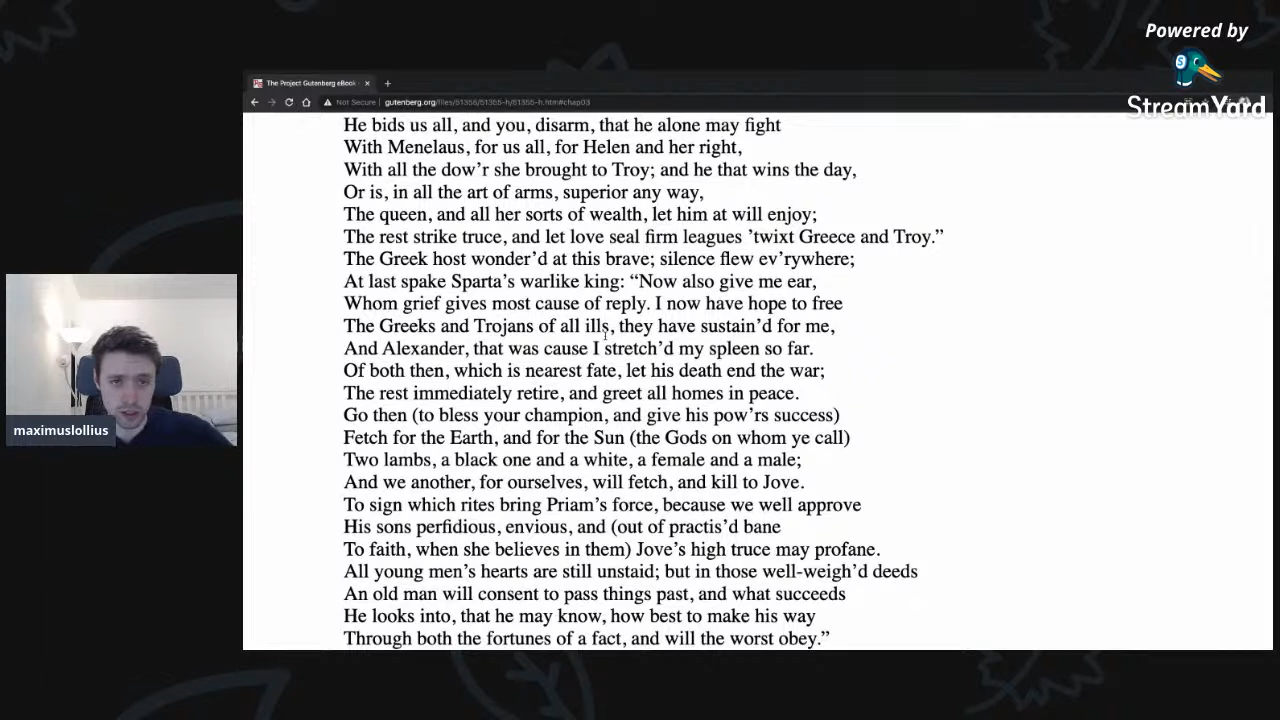 Powered by
StreamYard
The Project Gutenberg eBook
Not Secure gutenberg.org/files/51355/51355-h/51355-h.htm#chap03
He bids us all, and you, disarm, that he alone may fight
With Menelaus, for us all, for Helen and her right,
With all the dow’r she brought to Troy; and he that wins the day,
Or is, in all the art of arms, superior any way,
The queen, and all her sorts of wealth, let him at will enjoy;
The rest strike truce, and let love seal firm leagues ’twixt Greece and Troy.”
The Greek host wonder’d at this brave; silence flew ev’rywhere;
At last spake Sparta’s warlike king: “Now also give me ear,
Whom grief gives most cause of reply. I now have hope to free
The Greeks and Trojans of all ills, they have sustain’d for me,
And Alexander, that was cause I stretch’d my spleen so far.
Of both then, which is nearest fate, let his death end the war;
The rest immediately retire, and greet all homes in peace.
Go then (to bless your champion, and give his pow’rs success)
Fetch for the Earth, and for the Sun (the Gods on whom ye call)
Two lambs, a black one and a white, a female and a male;
And we another, for ourselves, will fetch, and kill to Jove.
To sign which rites bring Priam’s force, because we well approve
His sons perfidious, envious, and (out of practis’d bane
To faith, when she believes in them) Jove’s high truce may profane.
All young men’s hearts are still unstaid; but in those well-weigh’d deeds
An old man will consent to pass things past, and what succeeds
He looks into, that he may know, how best to make his way
Through both the fortunes of a fact, and will the worst obey.”
maximuslollius